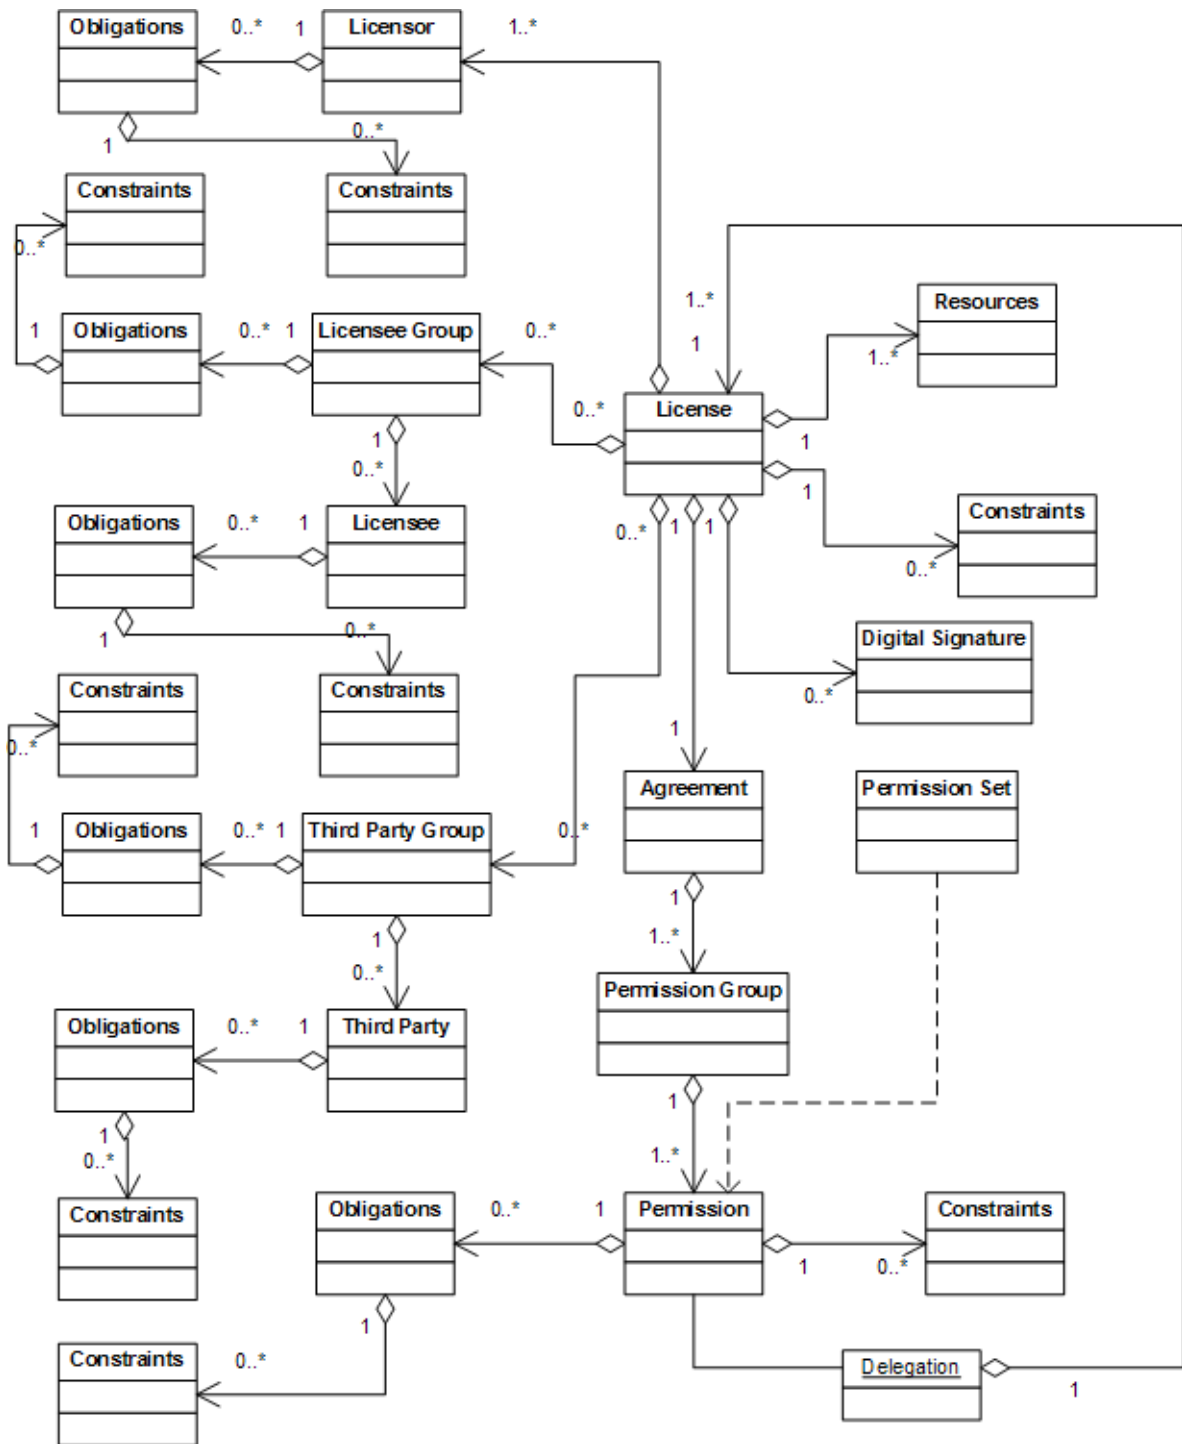 Obligations 0..* 1 Licensor 1..*
1 0..*
Constraints Constraints
0..*
1..* Resources
1 Obligations 0..* 1 Licensee Group 0..* 1
1..*
0..* License
1 1
0..* 1
Obligations 0..* 1 Licensee 0..* 1 1 Constraints
0..*
1 0..* Digital Signature
Constraints Constraints 0..*
1
0..*
Agreement Permission Set
1 Obligations 0..* 1 Third Party Group 0..*
1
1 1..*
0..*
Permission Group
Obligations 0..* 1 Third Party
1
1
0..* 1..*
Constraints Obligations 0..* 1 Permission Constraints
1 0..*
1
Constraints 0..*
Delegation
1